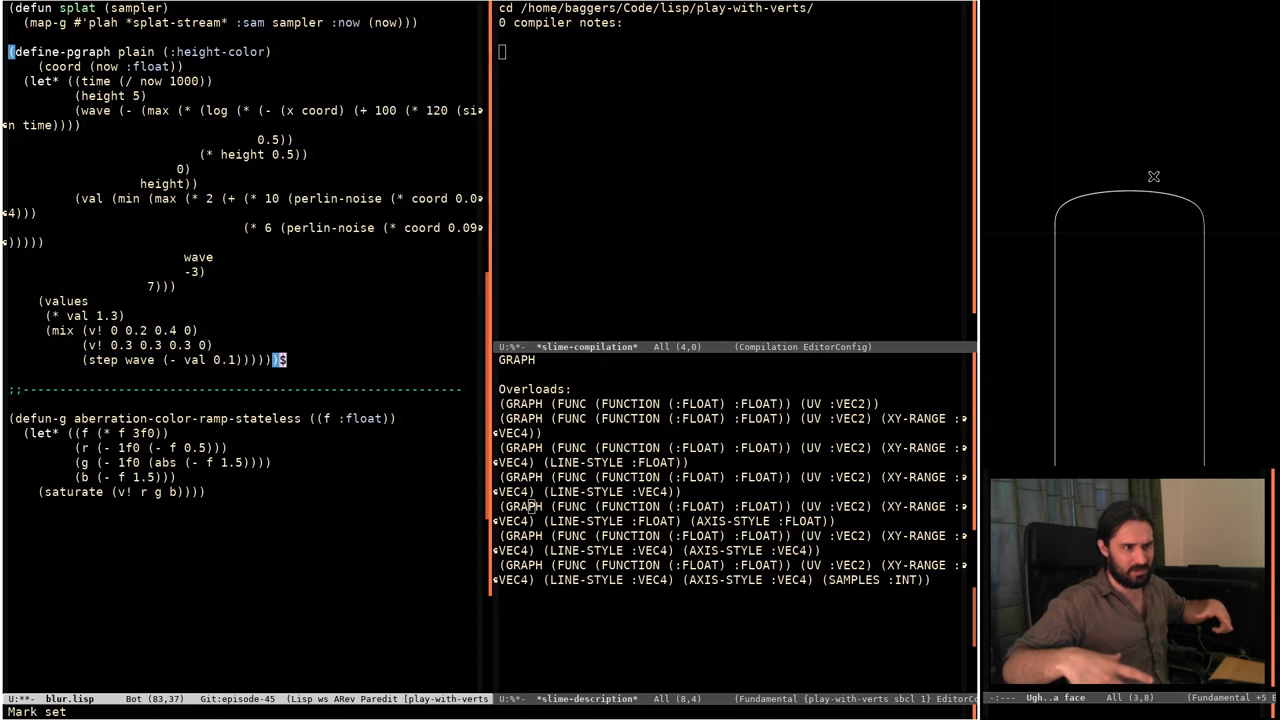 (defun splat (sampler)
  (map-g #'plah *splat-stream* :sam sampler :now (now)))
(define-pgraph plain (:height-color)
    (coord (now :float))
  (let* ((time (/ now 1000))
         (height 5)
         (wave (- (max (* (log (* (- (x coord) (+ 100 (* 120 (si
n time))))
                                  0.5))
                          (* height 0.5))
                       0)
                  height))
         (val (min (max (* 2 (+ (* 10 (perlin-noise (* coord 0.0
4)))
                                (* 6 (perlin-noise (* coord 0.09
)))))
                        wave
                        -3)
                   7)))
    (values
     (* val 1.3)
     (mix (v! 0 0.2 0.4 0)
          (v! 0.3 0.3 0.3 0)
          (step wave (- val 0.1))))))$
;;------------------------------------------------------------
(defun-g aberration-color-ramp-stateless ((f :float))
  (let* ((f (* f 3f0))
         (r (- 1f0 (- f 0.5)))
         (g (- 1f0 (abs (- f 1.5))))
         (b (- f 1.5)))
    (saturate (v! r g b))))
U:**-  blur.lisp      Bot (83,37)   Git:episode-45  (Lisp ws ARev Paredit [play-with-verts
Mark set
cd /home/baggers/Code/lisp/play-with-verts/
0 compiler notes:
U:%*-  *slime-compilation*   All (4,0)     (Compilation EditorConfig)
GRAPH
Overloads:
(GRAPH (FUNC (FUNCTION (:FLOAT) :FLOAT)) (UV :VEC2))
(GRAPH (FUNC (FUNCTION (:FLOAT) :FLOAT)) (UV :VEC2) (XY-RANGE :
VEC4))
(GRAPH (FUNC (FUNCTION (:FLOAT) :FLOAT)) (UV :VEC2) (XY-RANGE :
VEC4) (LINE-STYLE :FLOAT))
(GRAPH (FUNC (FUNCTION (:FLOAT) :FLOAT)) (UV :VEC2) (XY-RANGE :
VEC4) (LINE-STYLE :VEC4))
(GRAPH (FUNC (FUNCTION (:FLOAT) :FLOAT)) (UV :VEC2) (XY-RANGE :
VEC4) (LINE-STYLE :FLOAT) (AXIS-STYLE :FLOAT))
(GRAPH (FUNC (FUNCTION (:FLOAT) :FLOAT)) (UV :VEC2) (XY-RANGE :
VEC4) (LINE-STYLE :VEC4) (AXIS-STYLE :VEC4))
(GRAPH (FUNC (FUNCTION (:FLOAT) :FLOAT)) (UV :VEC2) (XY-RANGE :
VEC4) (LINE-STYLE :VEC4) (AXIS-STYLE :VEC4) (SAMPLES :INT))
U:%*-  *slime-description*   All (8,4)     (Fundamental {play-with-verts sbcl 1} EditorCo
-:---  Ugh..a face    All (3,8)      (Fundamental +5 E